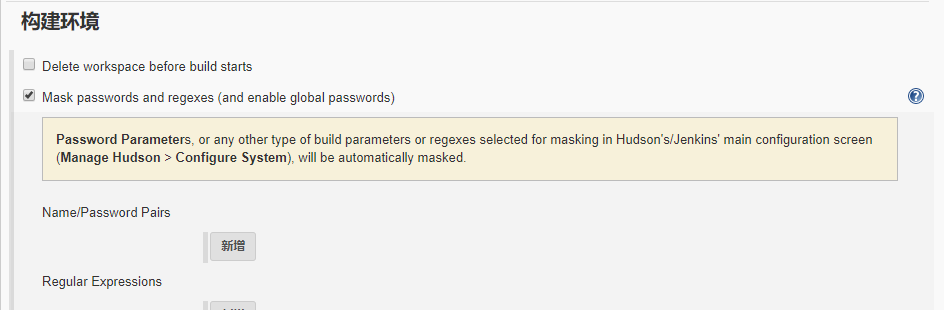 构建环境
Delete workspace before build starts
Mask passwords and regexes (and enable global passwords)
Password Parameters, or any other type of build parameters or regexes selected for masking in Hudson's/Jenkins' main configuration screen
(Manage Hudson > Configure System), will be automatically masked.
Name/Password Pairs
新增
Regular Expressions